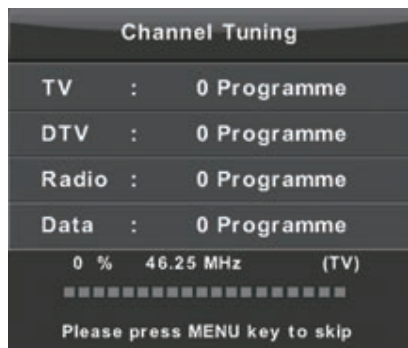 Channel Tuning
TV : 0 Programme
DTV : 0 Programme
Radio : 0 Programme
Data : 0 Programme
0 % 46.25 MHz (TV)
Please press MENU key to skip